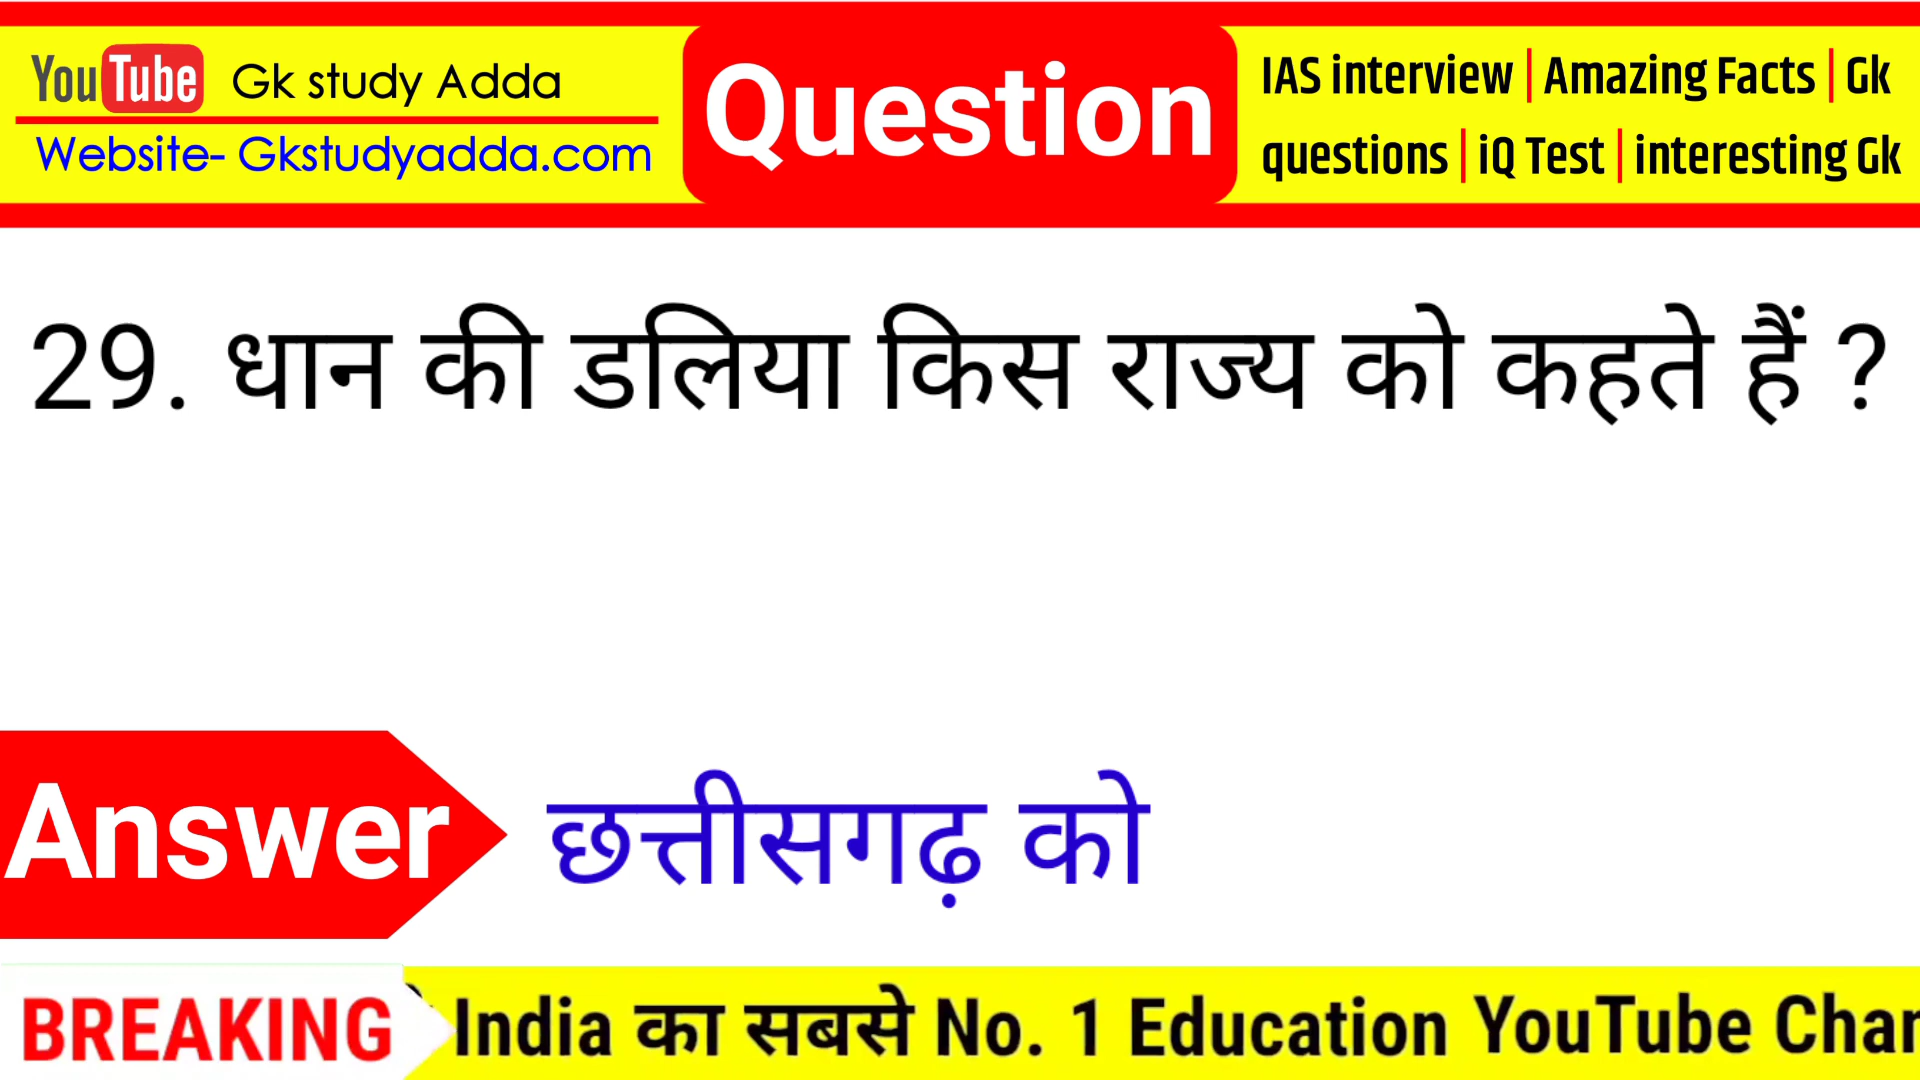 YouTube Gk study Adda
Website- Gkstudyadda.com
Question
IAS interview | Amazing Facts | Gk
questions | iQ Test | interesting Gk
29. धान की डलिया किस राज्य को कहते हैं ?
Answer
छत्तीसगढ़ को
BREAKING
India का सबसे No. 1 Education YouTube Char